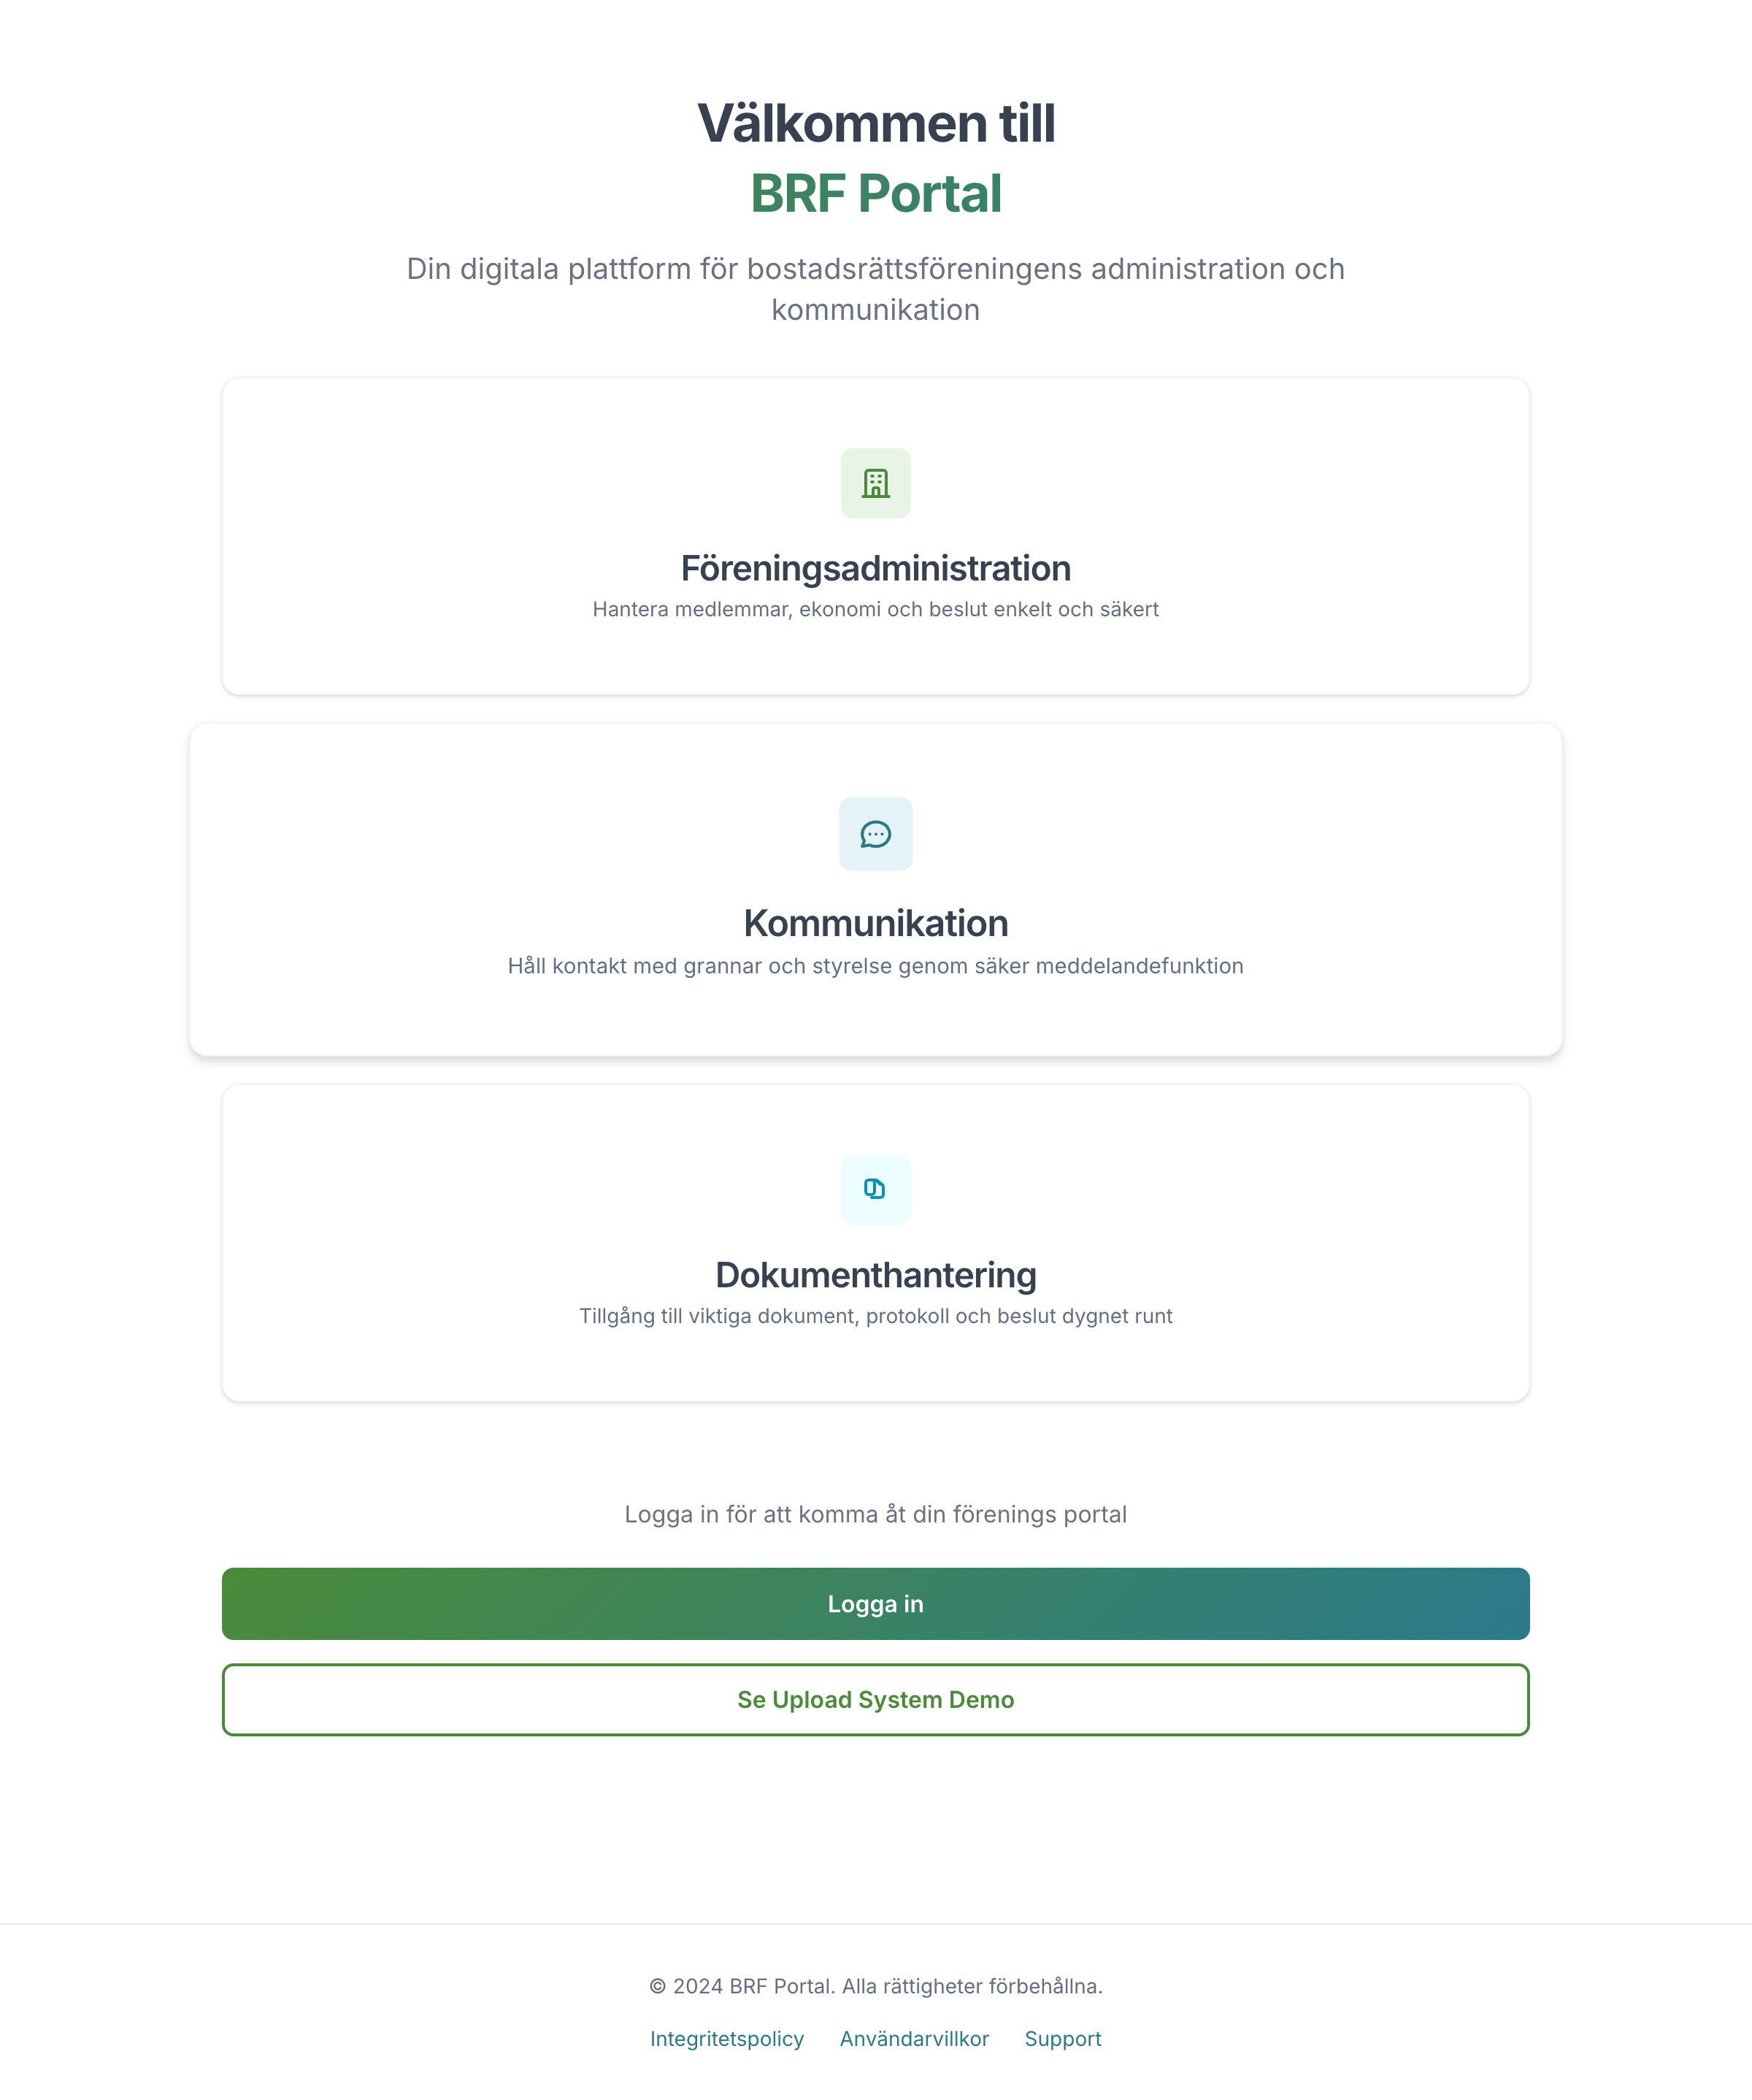 Välkommen till
BRF Portal
Din digitala plattform för bostadsrättsföreningens administration och
kommunikation
Föreningsadministration
Hantera medlemmar, ekonomi och beslut enkelt och säkert
Kommunikation
Håll kontakt med grannar och styrelse genom säker meddelandefunktion
Dokumenthantering
Tillgång till viktiga dokument, protokoll och beslut dygnet runt
Logga in för att komma åt din förenings portal
Logga in
Se Upload System Demo
© 2024 BRF Portal. Alla rättigheter förbehållna.
Integritetspolicy Användarvillkor Support